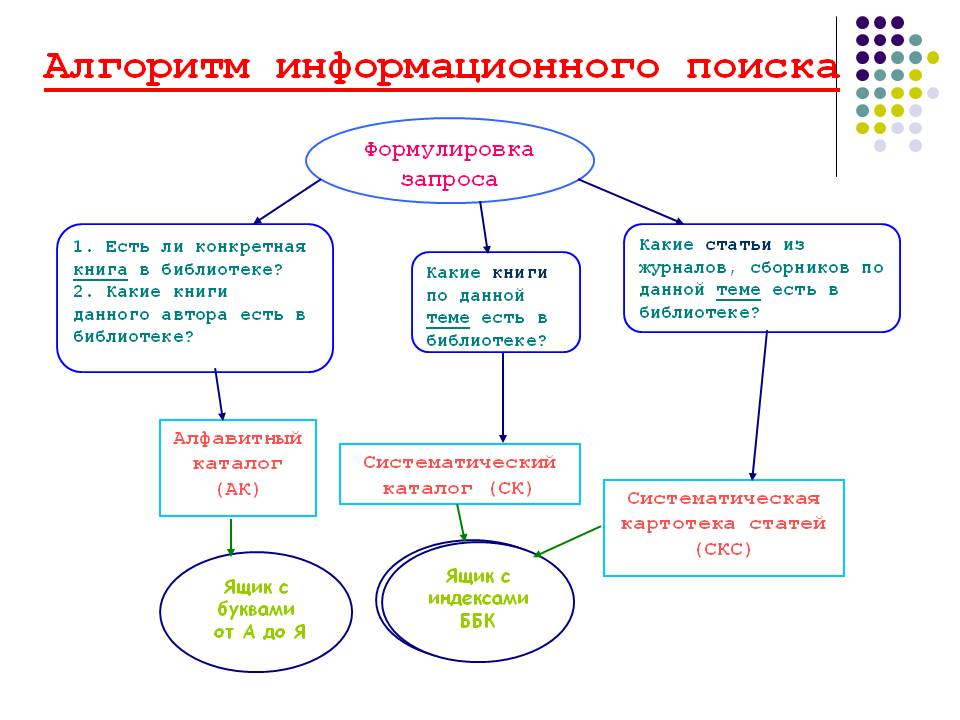 Алгоритм информационного поиска
Формулировка
запроса
1. Есть ли конкретная
книга в библиотеке?
2. Какие книги
данного автора есть в
библиотеке?
Какие книги
по данной
теме есть в
библиотеке?
Какие статьи из
журналов, сборников по
данной теме есть в
библиотеке?
Алфавитный
каталог
(АК)
Систематический
каталог (СК)
Систематическая
картотека статей
(СКС)
Ящик с
буквами
от А до Я
Ящик с
индексами
ББК